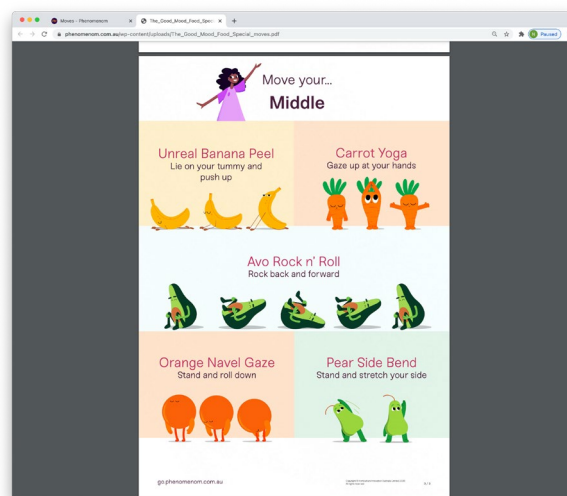 Moves - Phenomenom
The_Good_Mood_Food_Spec
phenomenom.com.au/wp-content/uploads/The_Good_Mood_Food_Special_moves.pdf
Paused
Move your...
Middle
Unreal Banana Peel
Lie on your tummy and
push up
Carrot Yoga
Gaze up at your hands
Avo Rock n' Roll
Rock back and forward
Orange Navel Gaze
Stand and roll down
Pear Side Bend
Stand and stretch your side
go.phenomenom.com.au